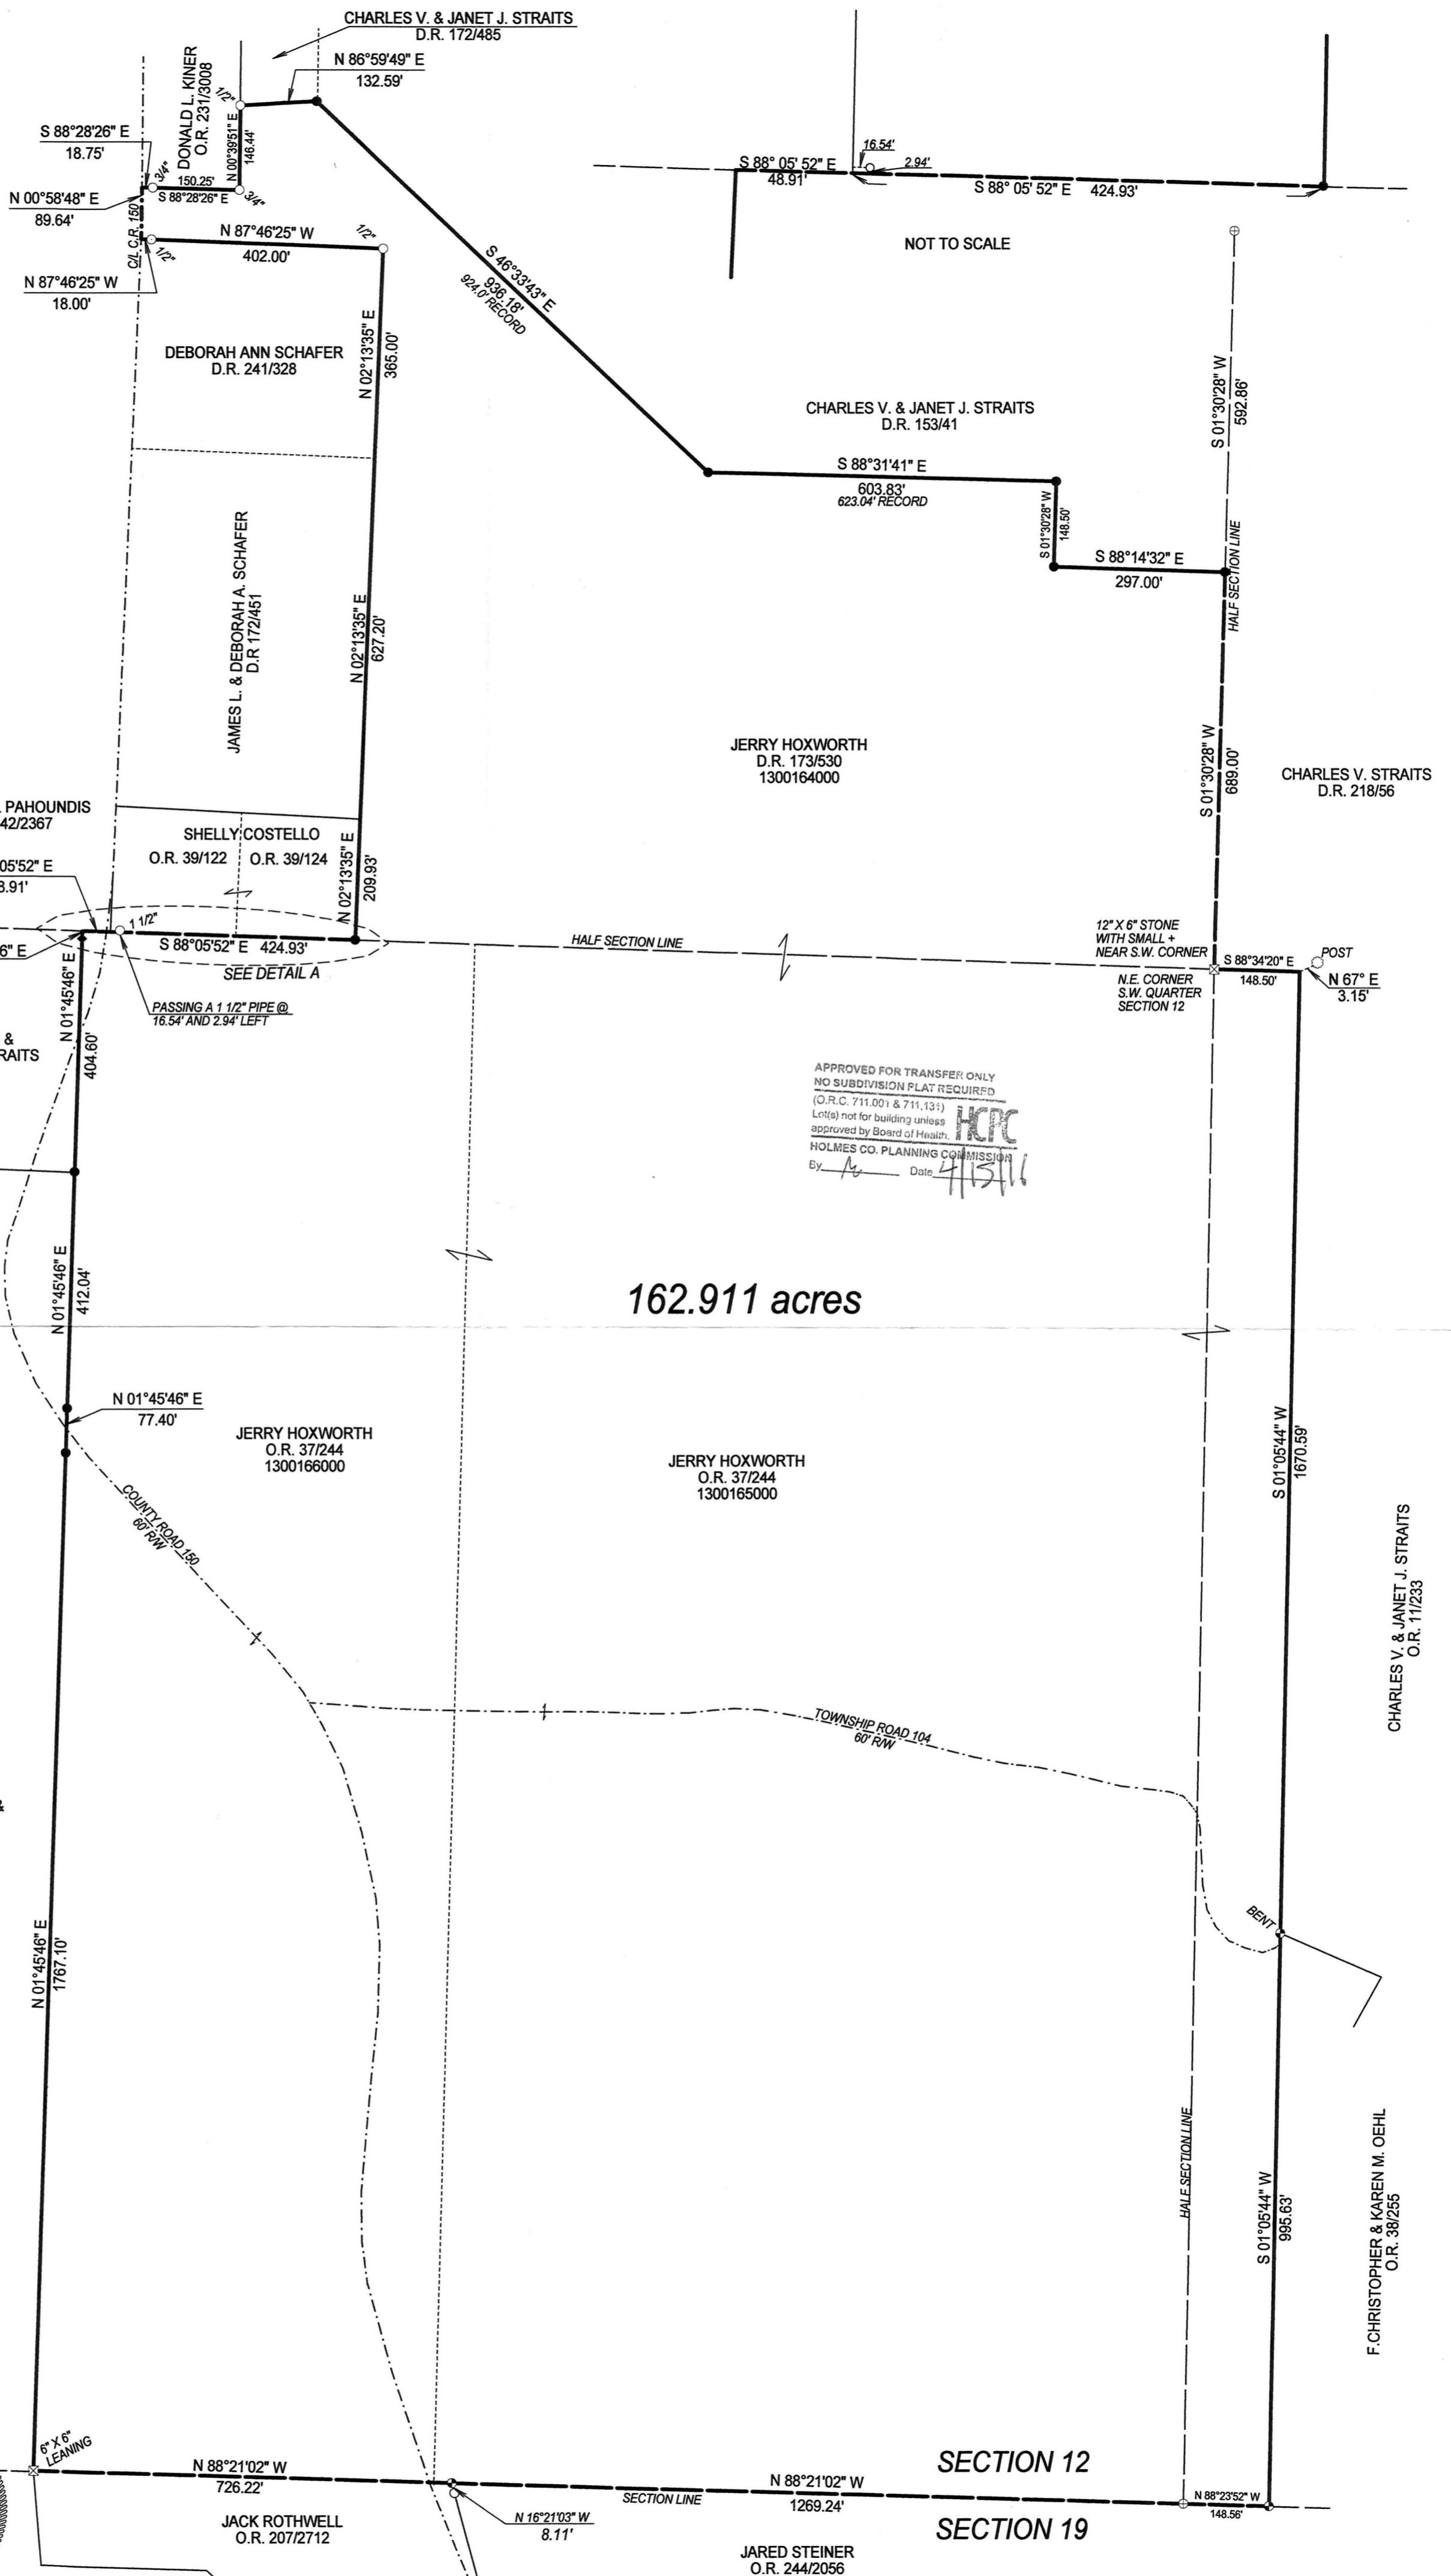 CHARLES V. & JANET J. STRAITS
D.R. 172/485
N 86°59'49" E
132.59'
DONALD L. KINER
O.R. 231/3008
1/2"
N 00°39'51" E
146.44'
S 88°28'26" E
18.75'
3/4"
150.25'
S 88°28'26" E
3/4"
N 00°58'48" E
89.64'
C/L C.R. 150
N 87°46'25" W
402.00'
1/2"
1/2"
N 87°46'25" W
18.00'
S 46°33'43" E
936.18'
924.0' RECORD
S 88° 05' 52" E
48.91'
16.54'
2.94'
S 88° 05' 52" E 424.93'
NOT TO SCALE
DEBORAH ANN SCHAFER
D.R. 241/328
N 02°13'35" E
365.00'
CHARLES V. & JANET J. STRAITS
D.R. 153/41
S 01°30'28" W
592.86'
S 88°31'41" E
603.83'
623.04' RECORD
S 01°30'28" W
148.50'
S 88°14'32" E
297.00'
HALF SECTION LINE
JAMES L. & DEBORAH A. SCHAFER
D.R 172/451
N 02°13'35" E
627.20'
JERRY HOXWORTH
D.R. 173/530
1300164000
S 01°30'28" W
689.00'
CHARLES V. STRAITS
D.R. 218/56
PAHOUNDIS
42/2367
SHELLY COSTELLO
O.R. 39/122
O.R. 39/124
N 02°13'35" E
209.93'
05'52" E
8.91'
1 1/2"
S 88°05'52" E 424.93'
SEE DETAIL A
6" E
N 01°45'46" E
404.60'
PASSING A 1 1/2" PIPE @
16.54' AND 2.94' LEFT
HALF SECTION LINE
12" X 6" STONE
WITH SMALL +
NEAR S.W. CORNER
S 88°34'20" E
148.50'
POST
N 67° E
3.15'
N.E. CORNER
S.W. QUARTER
SECTION 12
&
RAITS
APPROVED FOR TRANSFER ONLY
NO SUBDIVISION PLAT REQUIRED
(O.R.C. 711.001 & 711.131)
Lot(s) not for building unless
approved by Board of Health.
HCPC
HOLMES CO. PLANNING COMMISSION
By Date 4/15/16
162.911 acres
N 01°45'46" E
412.04'
N 01°45'46" E
77.40'
JERRY HOXWORTH
O.R. 37/244
1300166000
JERRY HOXWORTH
O.R. 37/244
1300165000
S 01°05'44" W
1670.59'
COUNTY ROAD 150
60' R/W
CHARLES V. & JANET J. STRAITS
O.R. 11/233
TOWNSHIP ROAD 104
60' R/W
BENT
N 01°45'46" E
1767.10'
HALF SECTION LINE
S 01°05'44" W
995.63'
F.CHRISTOPHER & KAREN M. OEHL
O.R. 38/255
6" X 6"
LEANING
N 88°21'02" W
726.22'
SECTION 12
N 88°21'02" W
1269.24'
SECTION LINE
N 88°23'52" W
148.56'
JACK ROTHWELL
O.R. 207/2712
N 16°21'03" W
8.11'
SECTION 19
JARED STEINER
O.R. 244/2056